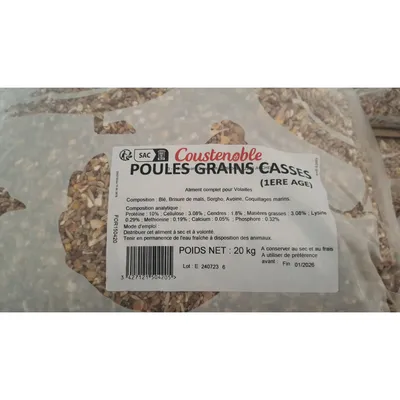 SAC
Coustenoble
POULES GRAINS CASSES
(1ERE AGE)
Aliment complet pour Volailles
Composition : Blé, Brisure de maïs, Sorgho, Avoine, Coquillages marins.
Composition analytique :
Protéine : 10% , Cellulose : 3.08% , Cendres : 1.8% , Matières grasses : 3.08% , Lysine
: 0.29% ; Méthionine : 0.19% ; Calcium : 0.05% ; Phosphore : 0.32%
Mode d'emploi
Distribuer cet aliment à sec et à volonté.
Tenir en permanence de l'eau fraîche à disposition des animaux.
POIDS NET : 20 kg
A conserver au sec et au frais
A utiliser de préférence
avant : Fin 01/2025
Lot : E 240723 6
3 427121 504205